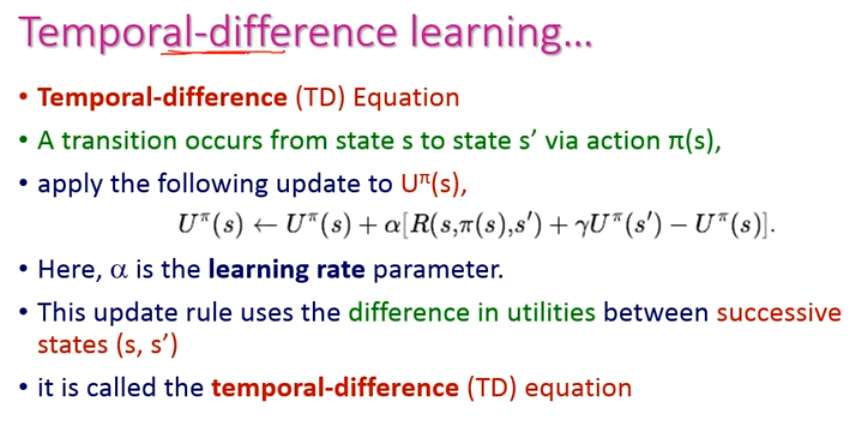 Temporal-difference learning...
• Temporal-difference (TD) Equation
• A transition occurs from state s to state s′ via action π(s),
• apply the following update to Uπ(s),
Uπ(s) ← Uπ(s) + α[R(s,π(s),s′) + γUπ(s′) − Uπ(s)].
• Here, α is the learning rate parameter.
• This update rule uses the difference in utilities between successive
states (s, s′)
• it is called the temporal-difference (TD) equation